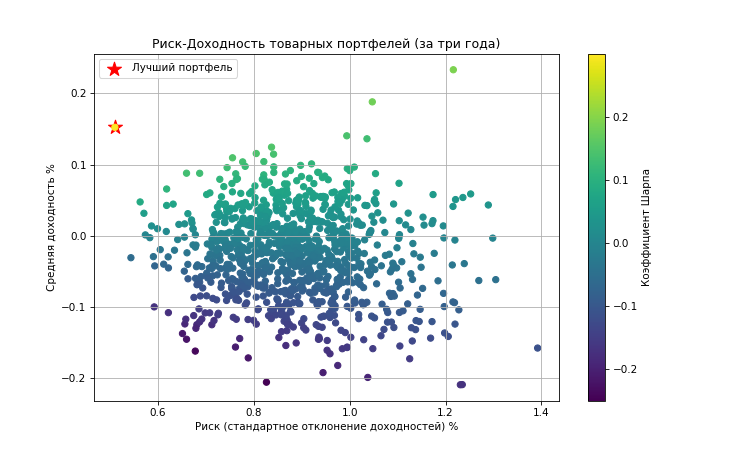 Риск-Доходность товарных портфелей (за три года)
Лучший портфель
Средняя доходность %
0.2
0.1
0.0
−0.1
−0.2
0.6 0.8 1.0 1.2 1.4
Риск (стандартное отклонение доходностей) %
0.2
0.1
0.0
−0.1
−0.2
Коэффициент Шарпа